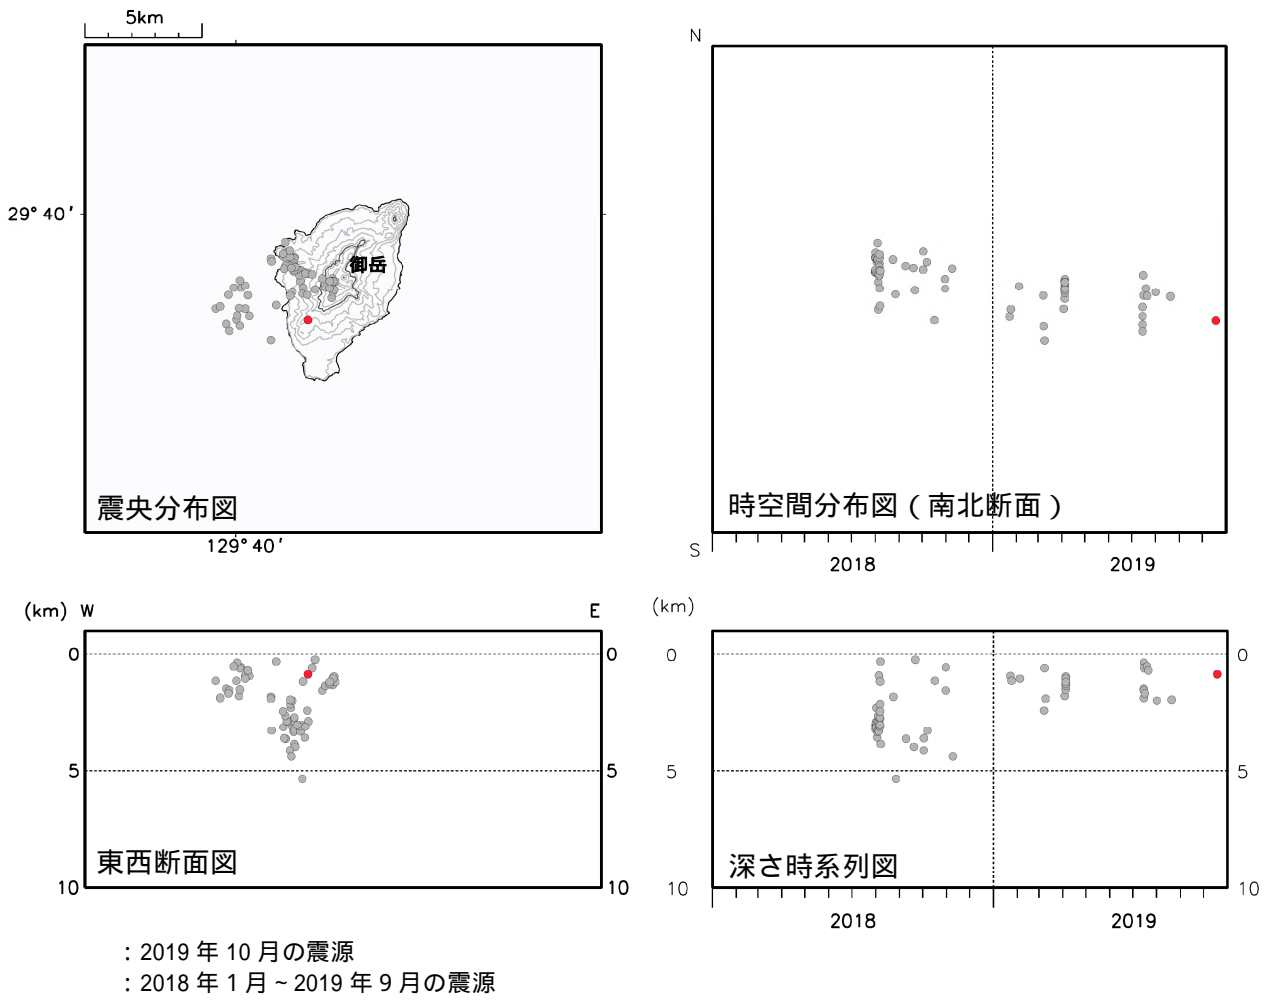 5km
29° 40′
御岳
震央分布図
129° 40′
N
時空間分布図（南北断面）
S
2018
2019
(km) W
E
0
0
5
5
東西断面図
10
10
(km)
0
0
5
5
深さ時系列図
10
10
2018
2019
：2019 年 10 月の震源
：2018 年 1 月～2019 年 9 月の震源